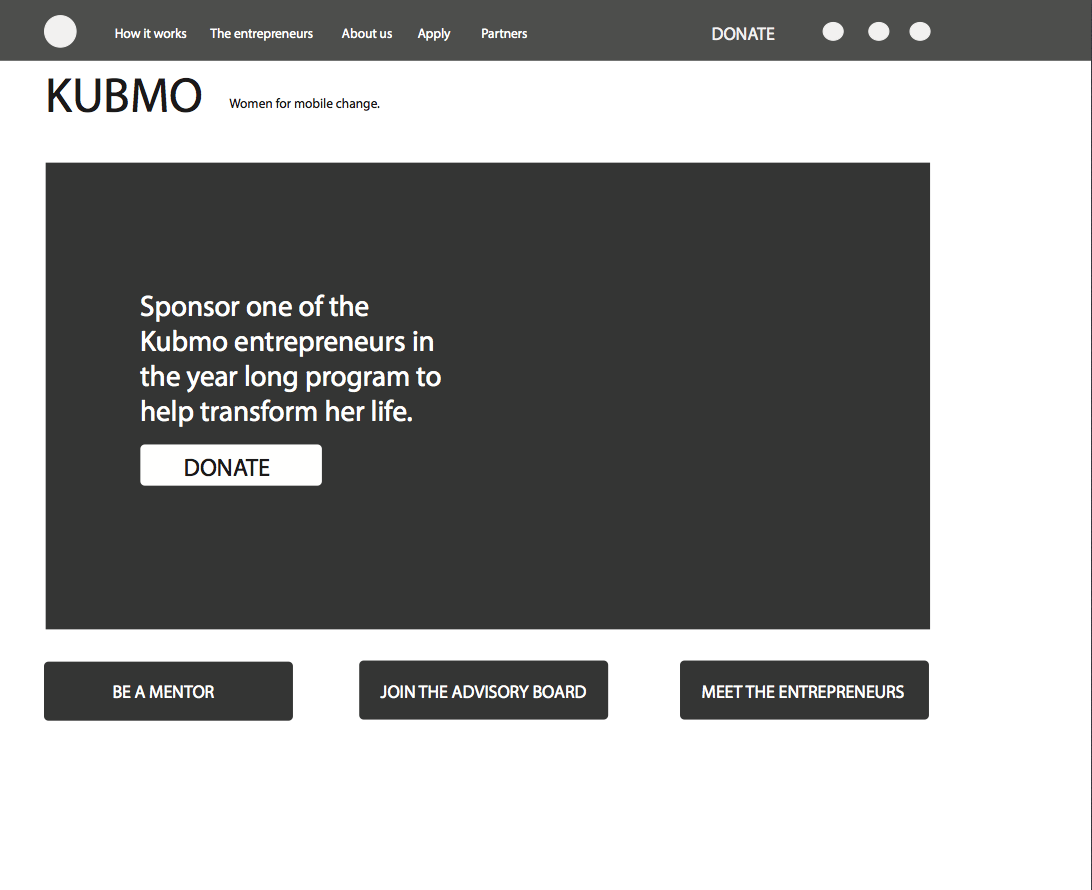 How it works The entrepreneurs About us Apply Partners DONATE
KUBMO Women for mobile change.
Sponsor one of the
Kubmo entrepreneurs in
the year long program to
help transform her life.
DONATE
BE A MENTOR JOIN THE ADVISORY BOARD MEET THE ENTREPRENEURS